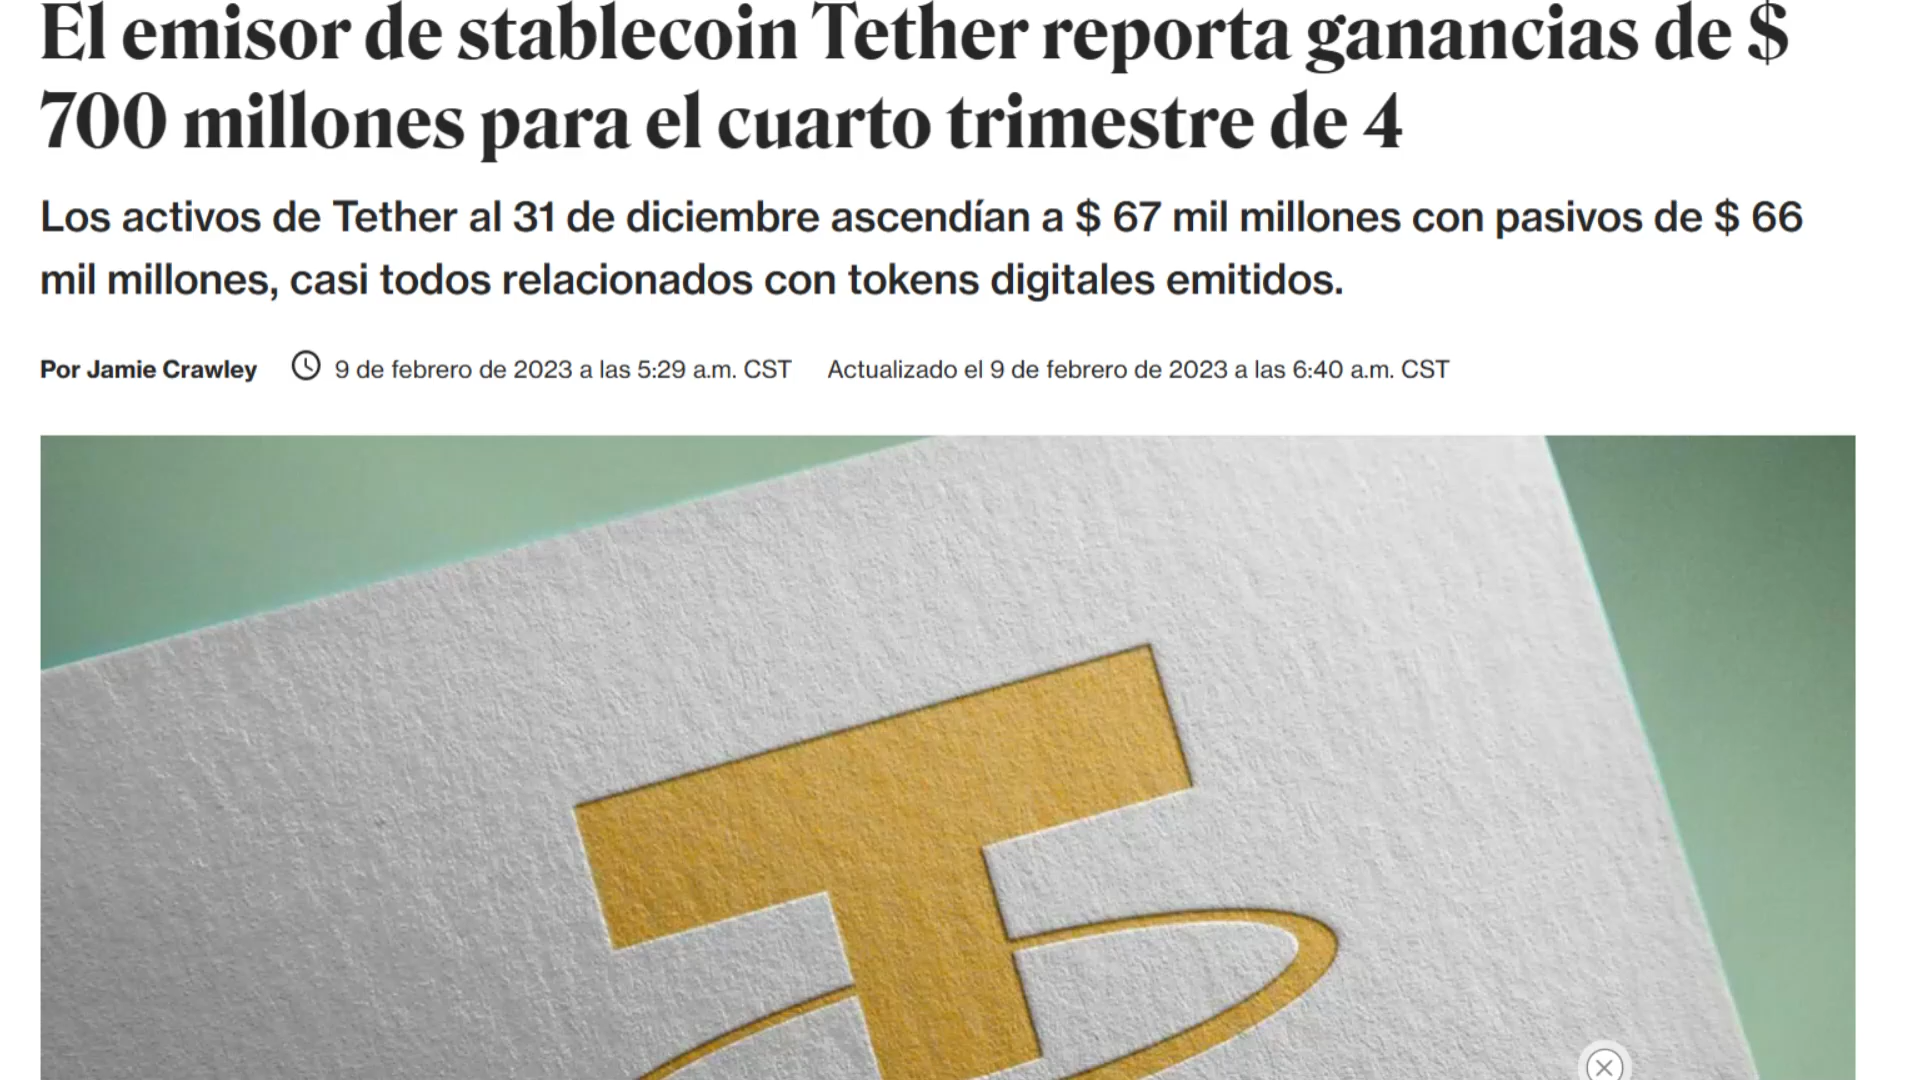 El emisor de stablecoin Tether reporta ganancias de $
700 millones para el cuarto trimestre de 4
Los activos de Tether al 31 de diciembre ascendían a $ 67 mil millones con pasivos de $ 66
mil millones, casi todos relacionados con tokens digitales emitidos.
Por Jamie Crawley 9 de febrero de 2023 a las 5:29 a.m. CST Actualizado el 9 de febrero de 2023 a las 6:40 a.m. CST